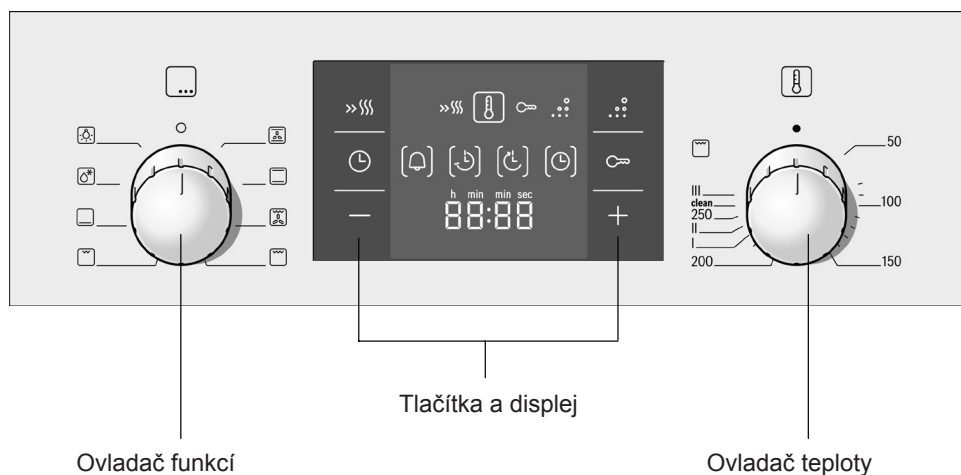 h min min sec
88:88
50
100
150
200
I
II
250
clean
III
Tlačítka a displej
Ovladač funkcí
Ovladač teploty